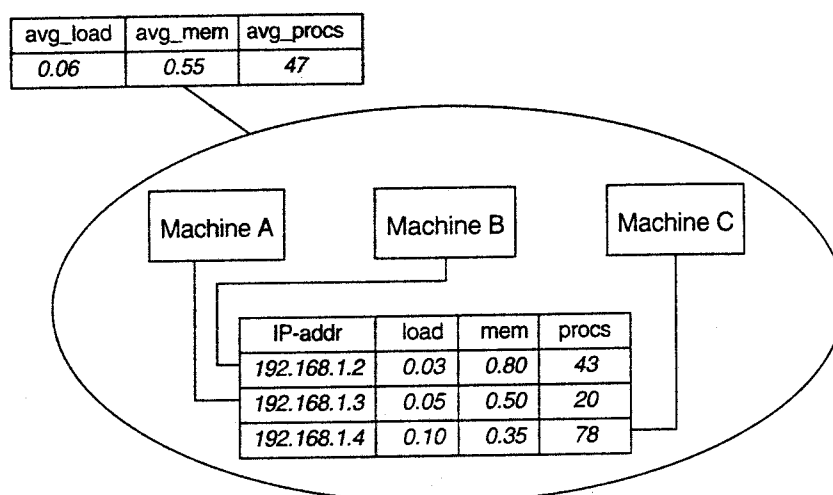 avg_load avg_mem avg_procs
0.06 0.55 47
Machine A Machine B Machine C
IP-addr load mem procs
192.168.1.2 0.03 0.80 43
192.168.1.3 0.05 0.50 20
192.168.1.4 0.10 0.35 78